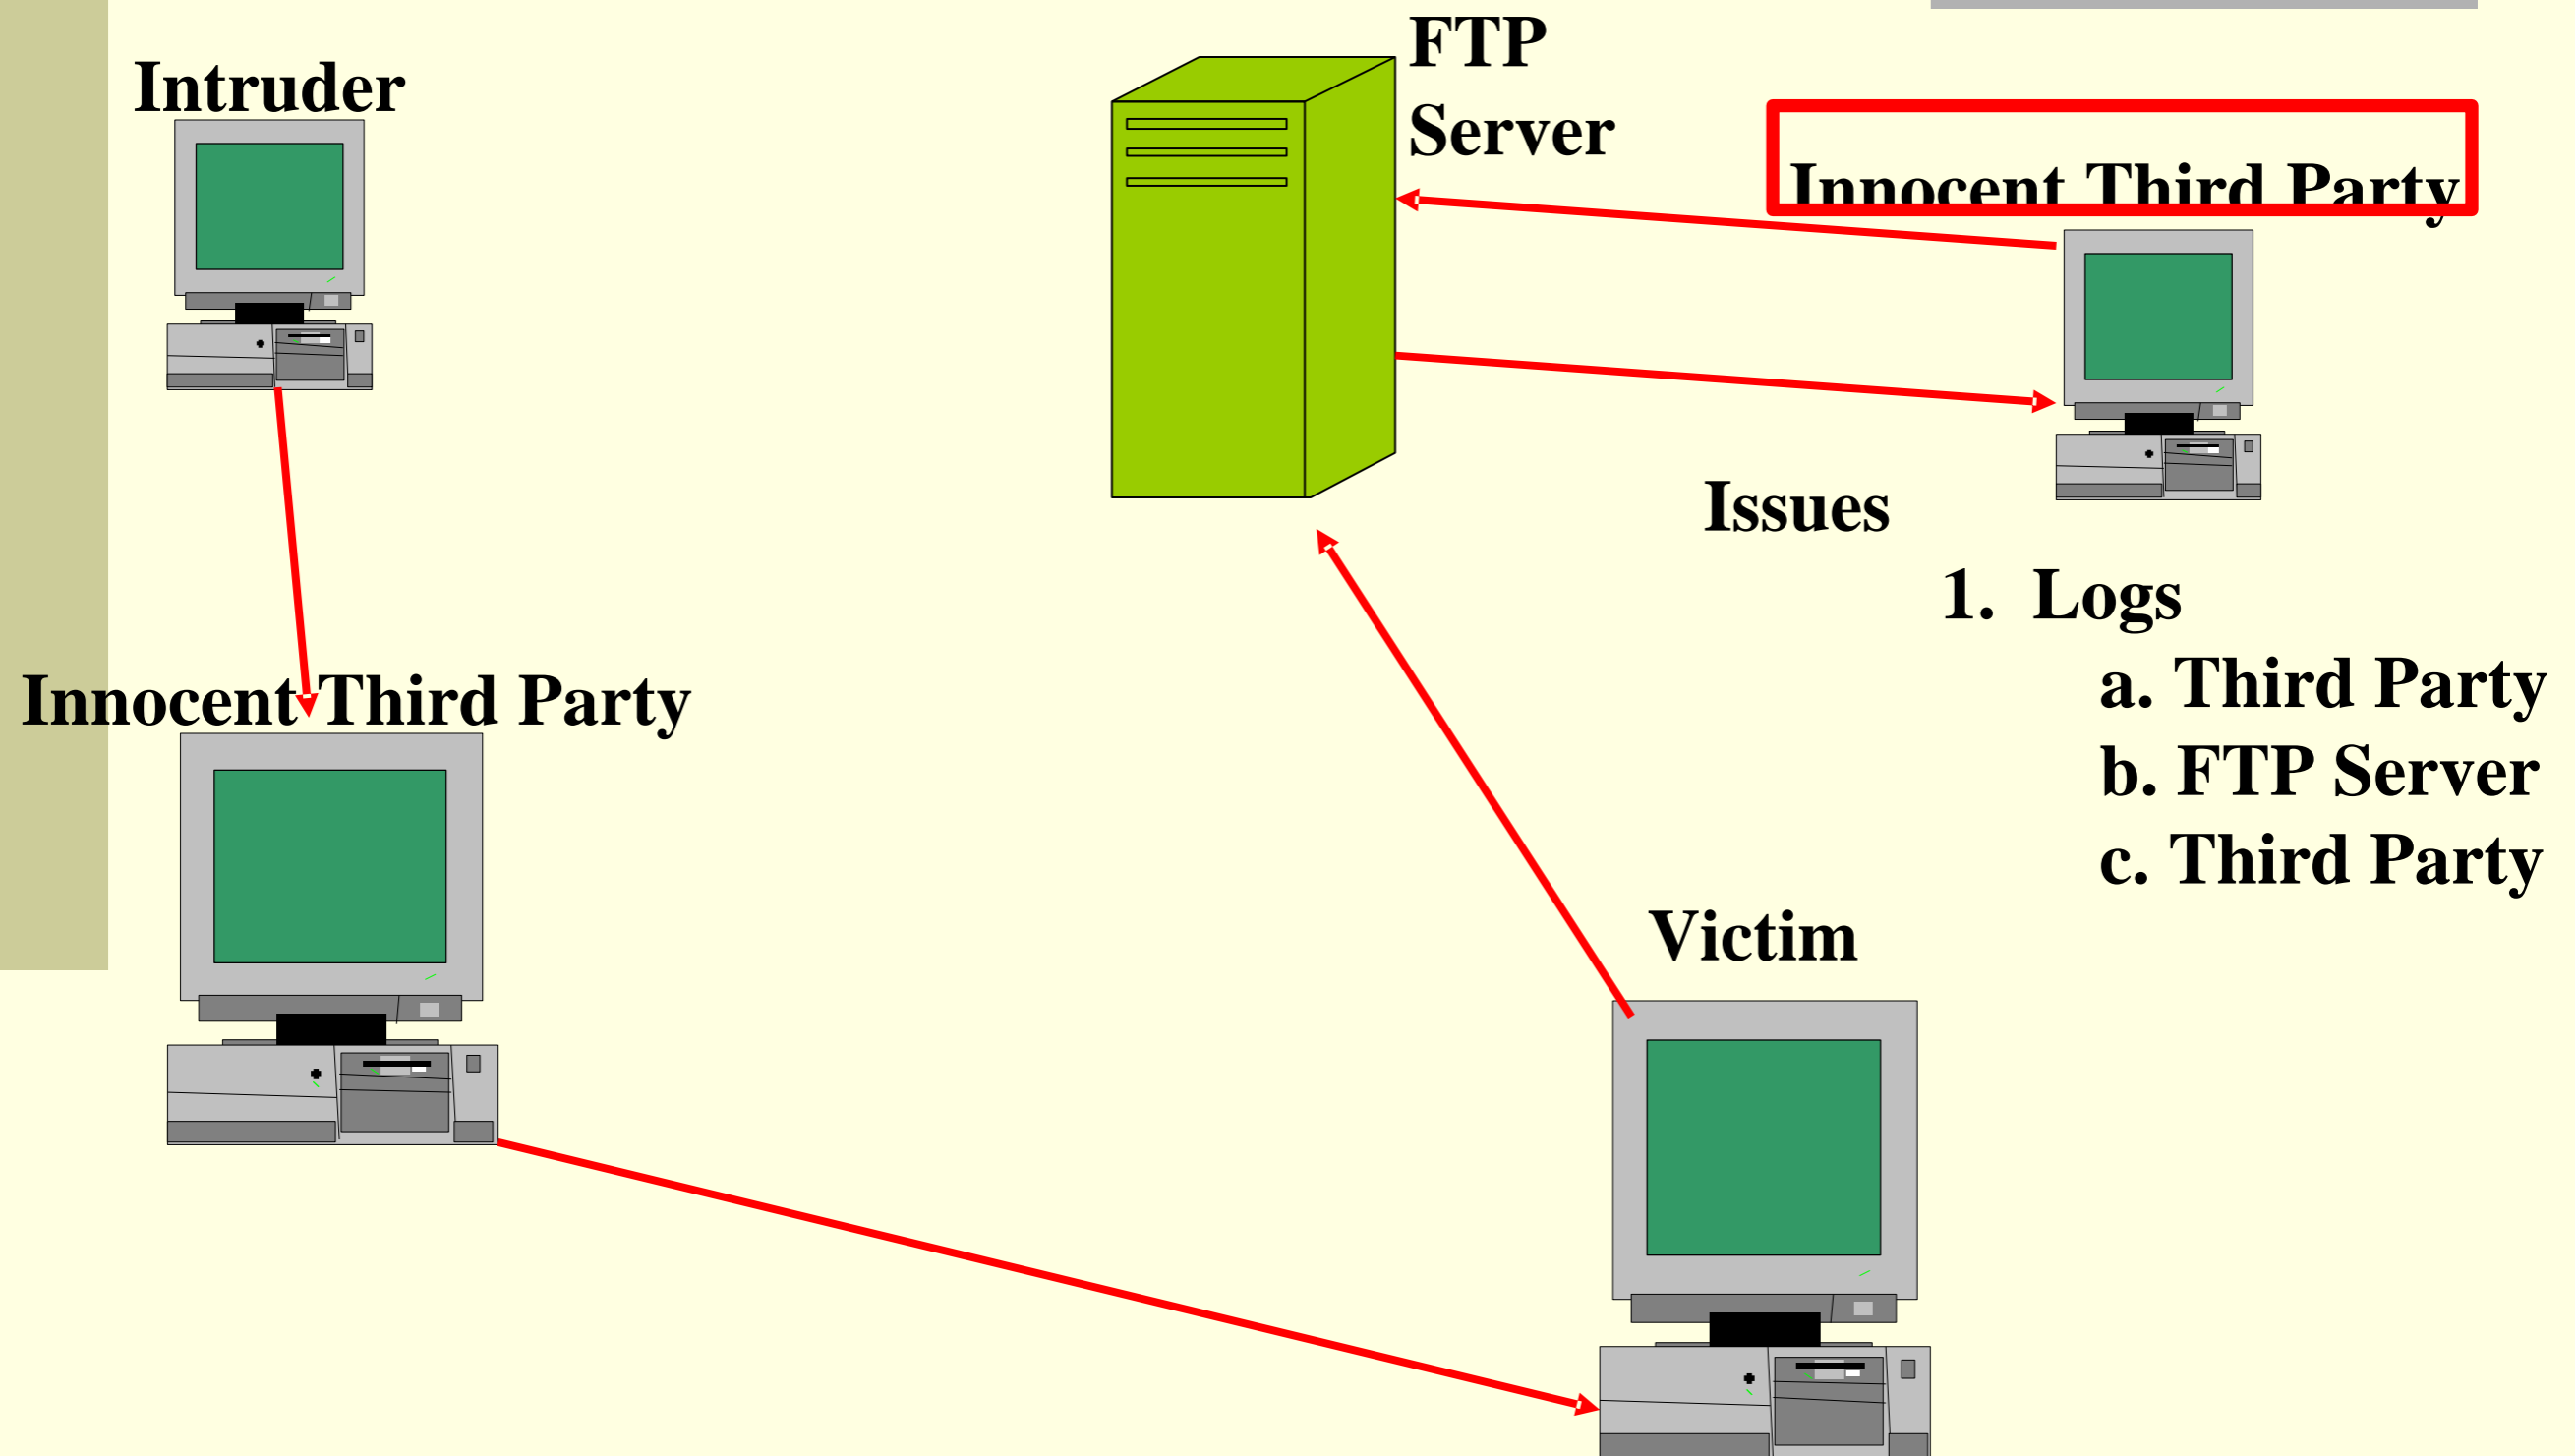 Intruder
FTP
Server
Innocent Third Party
Issues
1. Logs
a. Third Party
b. FTP Server
c. Third Party
Innocent Third Party
Victim